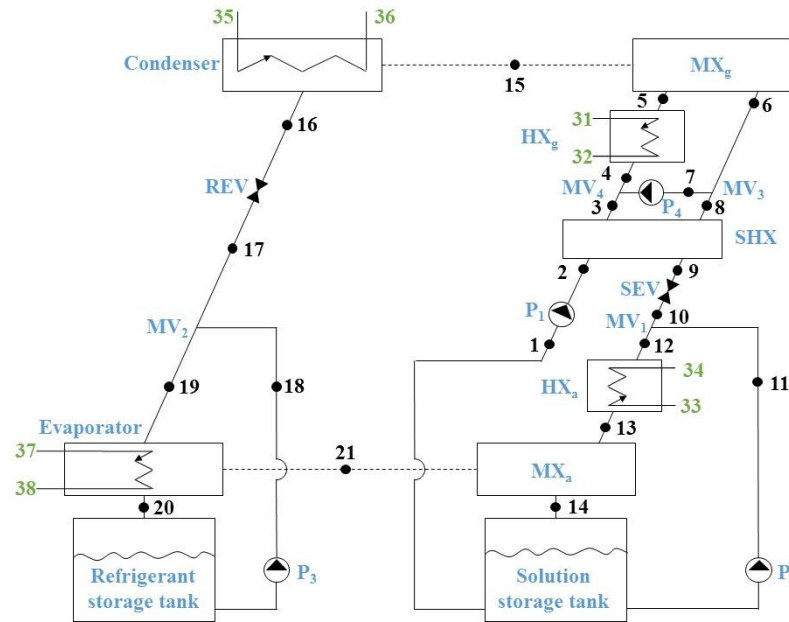 35 36
Condenser
15
MXg
5 6
16
31
HXg
32
REV
4 7
MV4 MV3
3 P4 8
SHX
17
2 9
SEV
P1 10
MV2 MV1
1 12
34
19 18 HXa 11
33
Evaporator
13
37
21 MXa
38
20 14
P3 P
Refrigerant
storage tank
Solution
storage tank